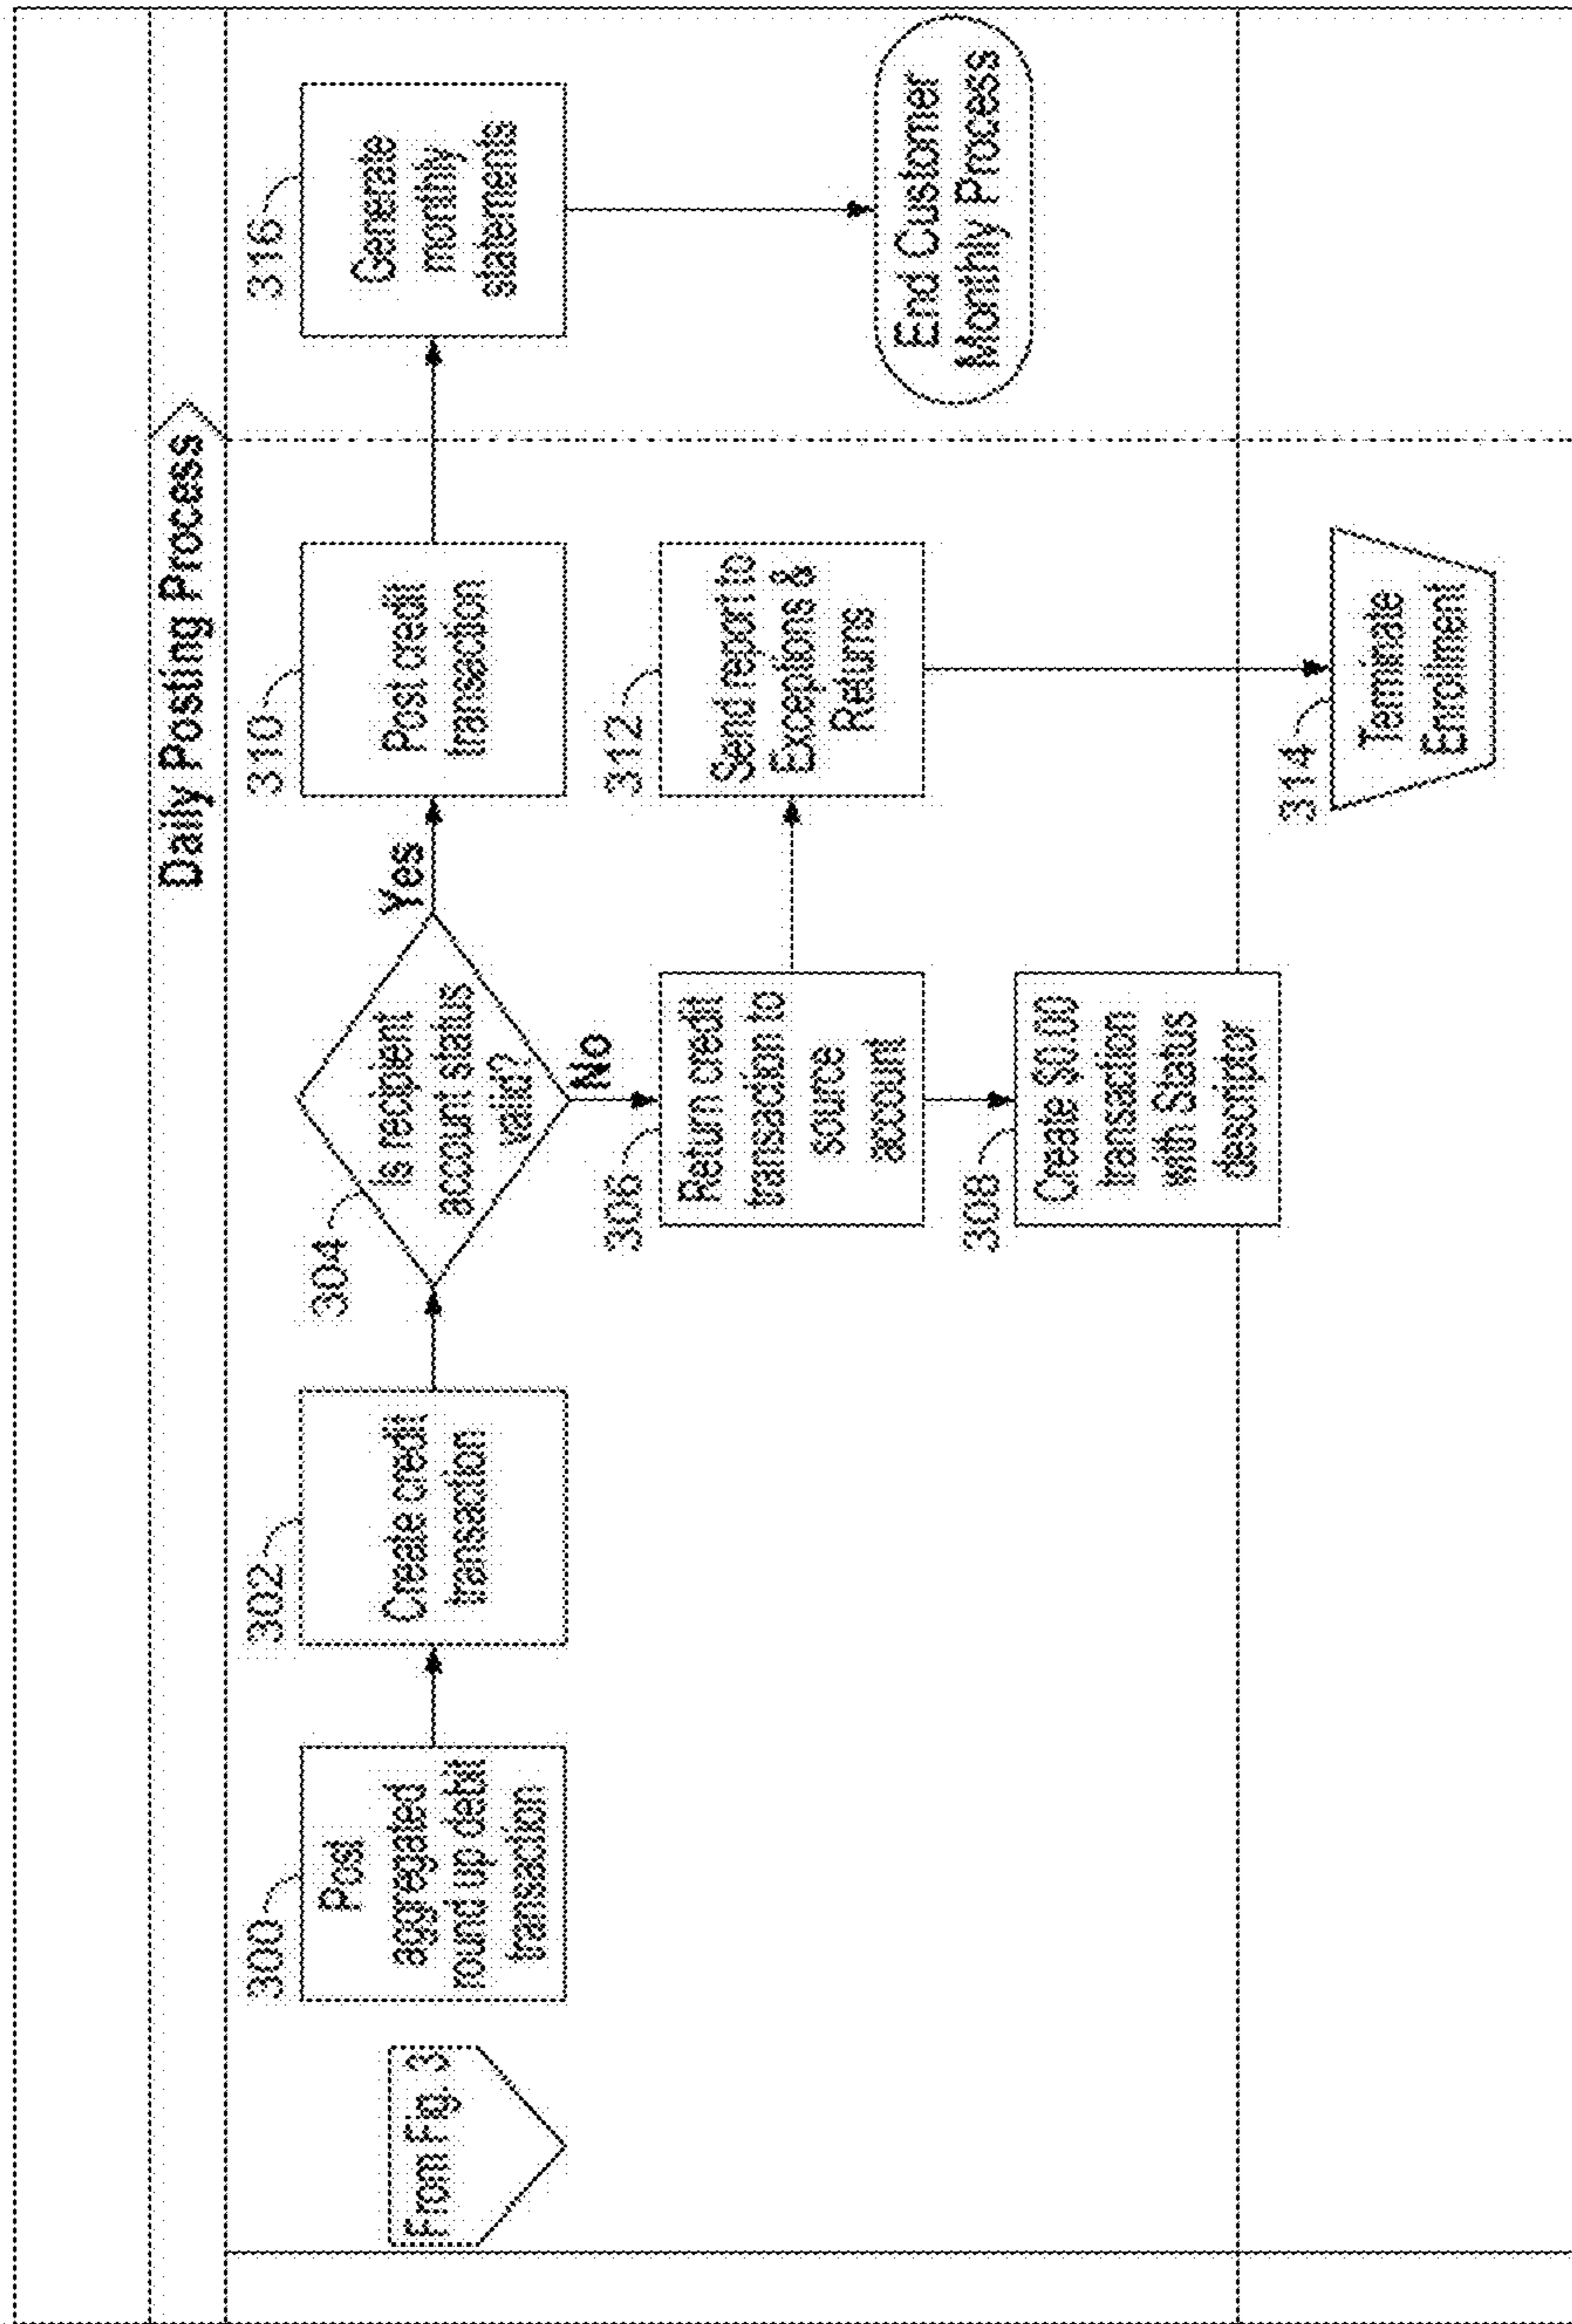 Daily Posting Process
From Fig. 3
300
Post
aggregated
round up debit
transaction
302
Create credit
transaction
304
Is recipient
account status
valid?
Yes
No
310
Post credit
transection
316
Generate
monthly
statements
306
Return credit
transaction to
source
account
312
Send report to
Exceptions &
Returns
308
Create $0.00
transaction
with Status
descriptor
314
Terminate
Enrollment
End Customer
Monthly Process